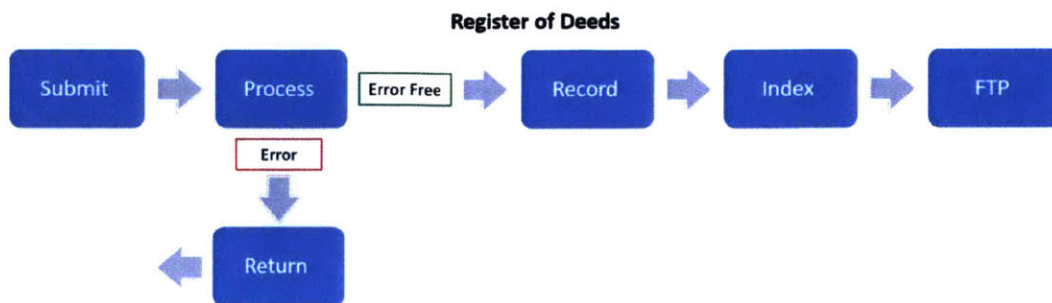 Register of Deeds
Submit
Process
Error Free
Record
Index
FTP
Error
Return